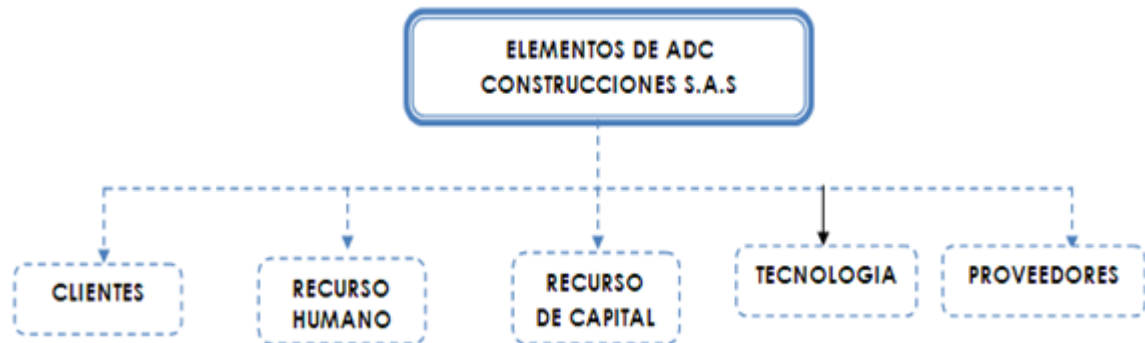 ELEMENTOS DE ADC
CONSTRUCCIONES S.A.S
CLIENTES
RECURSO
HUMANO
RECURSO
DE CAPITAL
TECNOLOGIA
PROVEEDORES